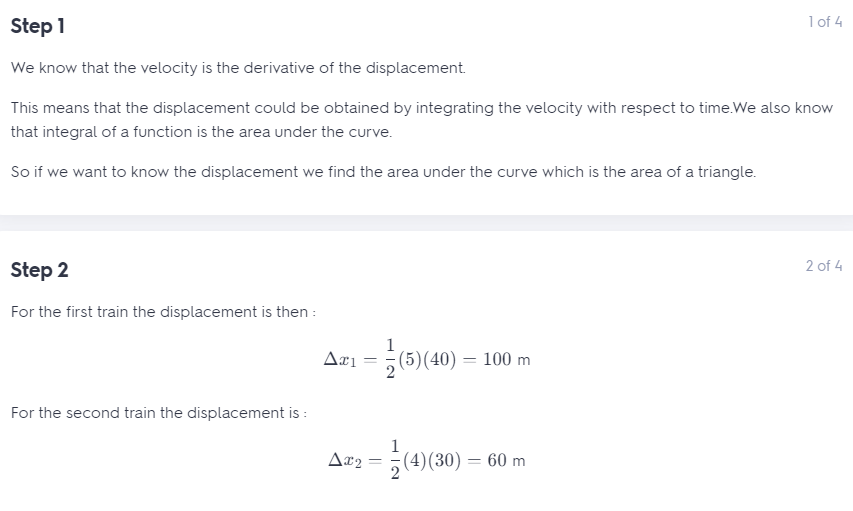 Step 1
1 of 4
We know that the velocity is the derivative of the displacement.
This means that the displacement could be obtained by integrating the velocity with respect to time.We also know
that integral of a function is the area under the curve.
So if we want to know the displacement we find the area under the curve which is the area of a triangle.
Step 2
2 of 4
For the first train the displacement is then :
Δx₁ = 1/2 (5)(40) = 100 m
For the second train the displacement is :
Δx₂ = 1/2 (4)(30) = 60 m